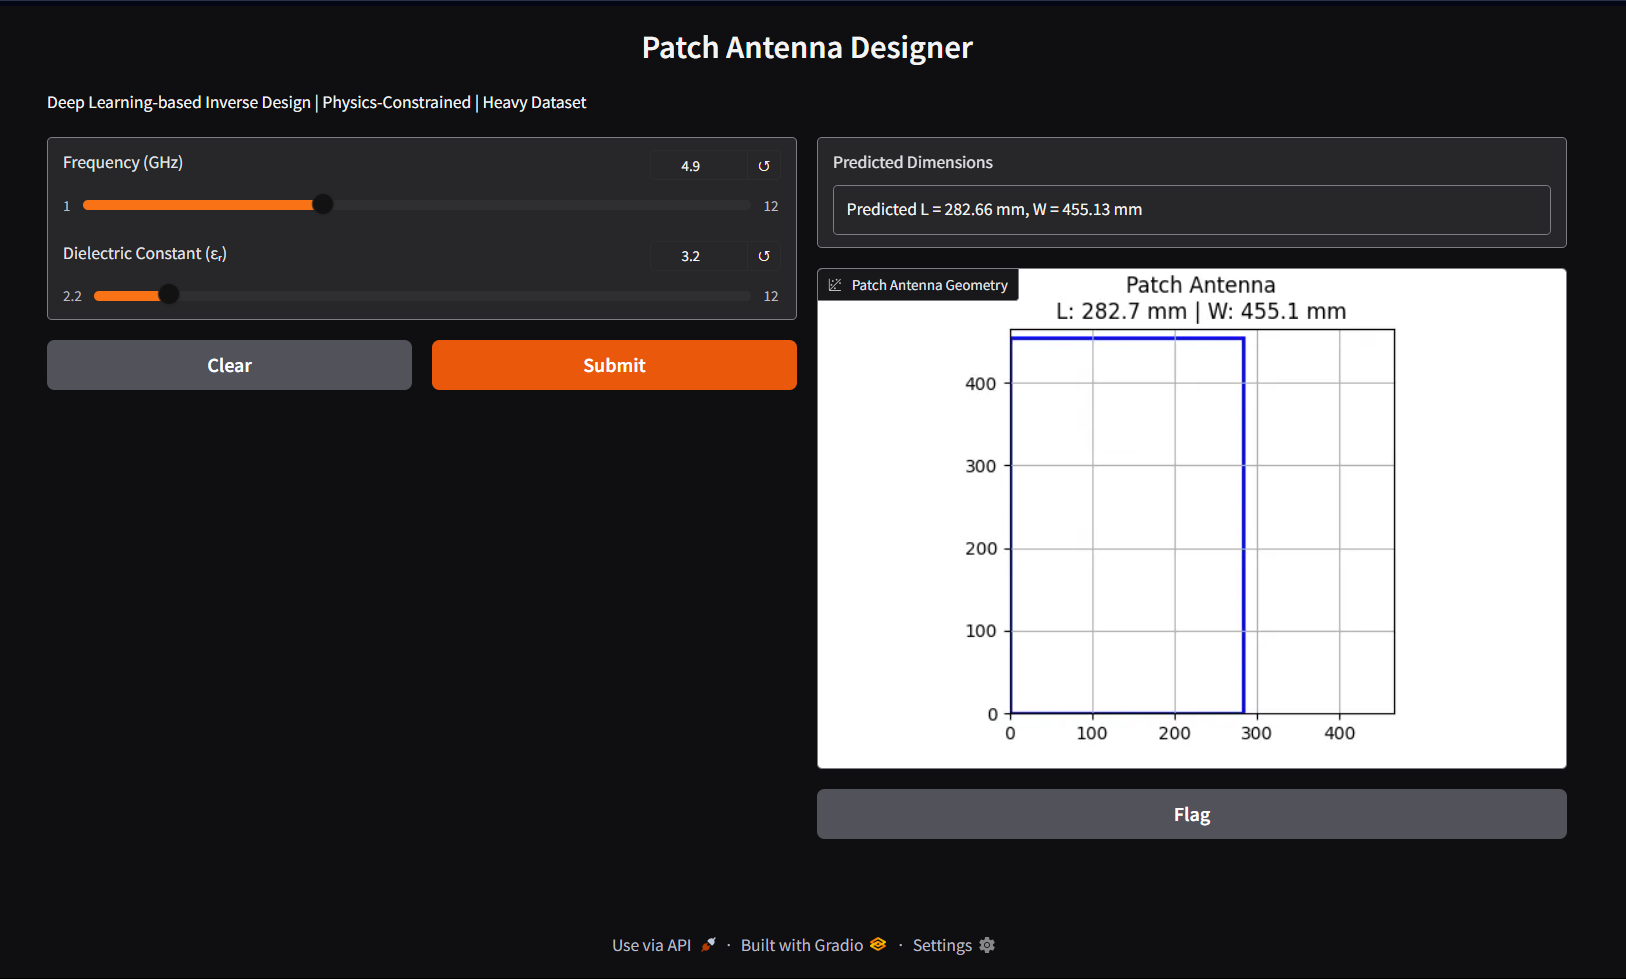 Patch Antenna Designer
Deep Learning-based Inverse Design | Physics-Constrained | Heavy Dataset
Frequency (GHz)
4.9
↺
1
12
Dielectric Constant (εᵣ)
3.2
↺
2.2
12
Clear
Submit
Predicted Dimensions
Predicted L = 282.66 mm, W = 455.13 mm
Patch Antenna Geometry
Patch Antenna
L: 282.7 mm | W: 455.1 mm
400
300
200
100
0
0 100 200 300 400
Flag
Use via API · Built with Gradio · Settings